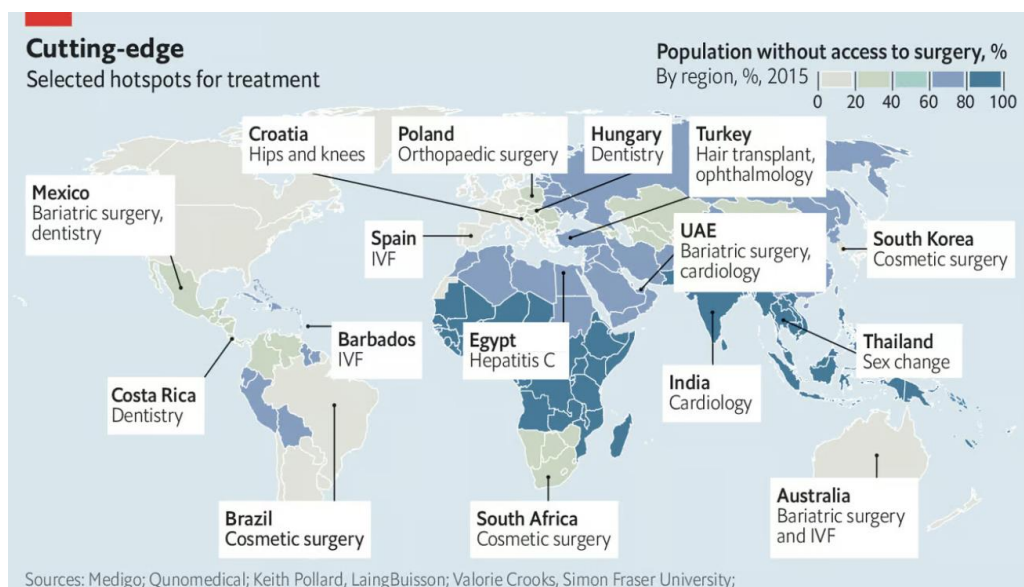 Cutting-edge
Selected hotspots for treatment
Population without access to surgery, %
By region, %, 2015
0 20 40 60 80 100
Croatia
Hips and knees
Poland
Orthopaedic surgery
Hungary
Dentistry
Turkey
Hair transplant,
ophthalmology
Mexico
Bariatric surgery,
dentistry
Spain
IVF
UAE
Bariatric surgery,
cardiology
South Korea
Cosmetic surgery
Barbados
IVF
Egypt
Hepatitis C
Thailand
Sex change
Costa Rica
Dentistry
India
Cardiology
Brazil
Cosmetic surgery
South Africa
Cosmetic surgery
Australia
Bariatric surgery
and IVF
Sources: Medigo; Qunomedical; Keith Pollard, LaingBuisson; Valorie Crooks, Simon Fraser University;